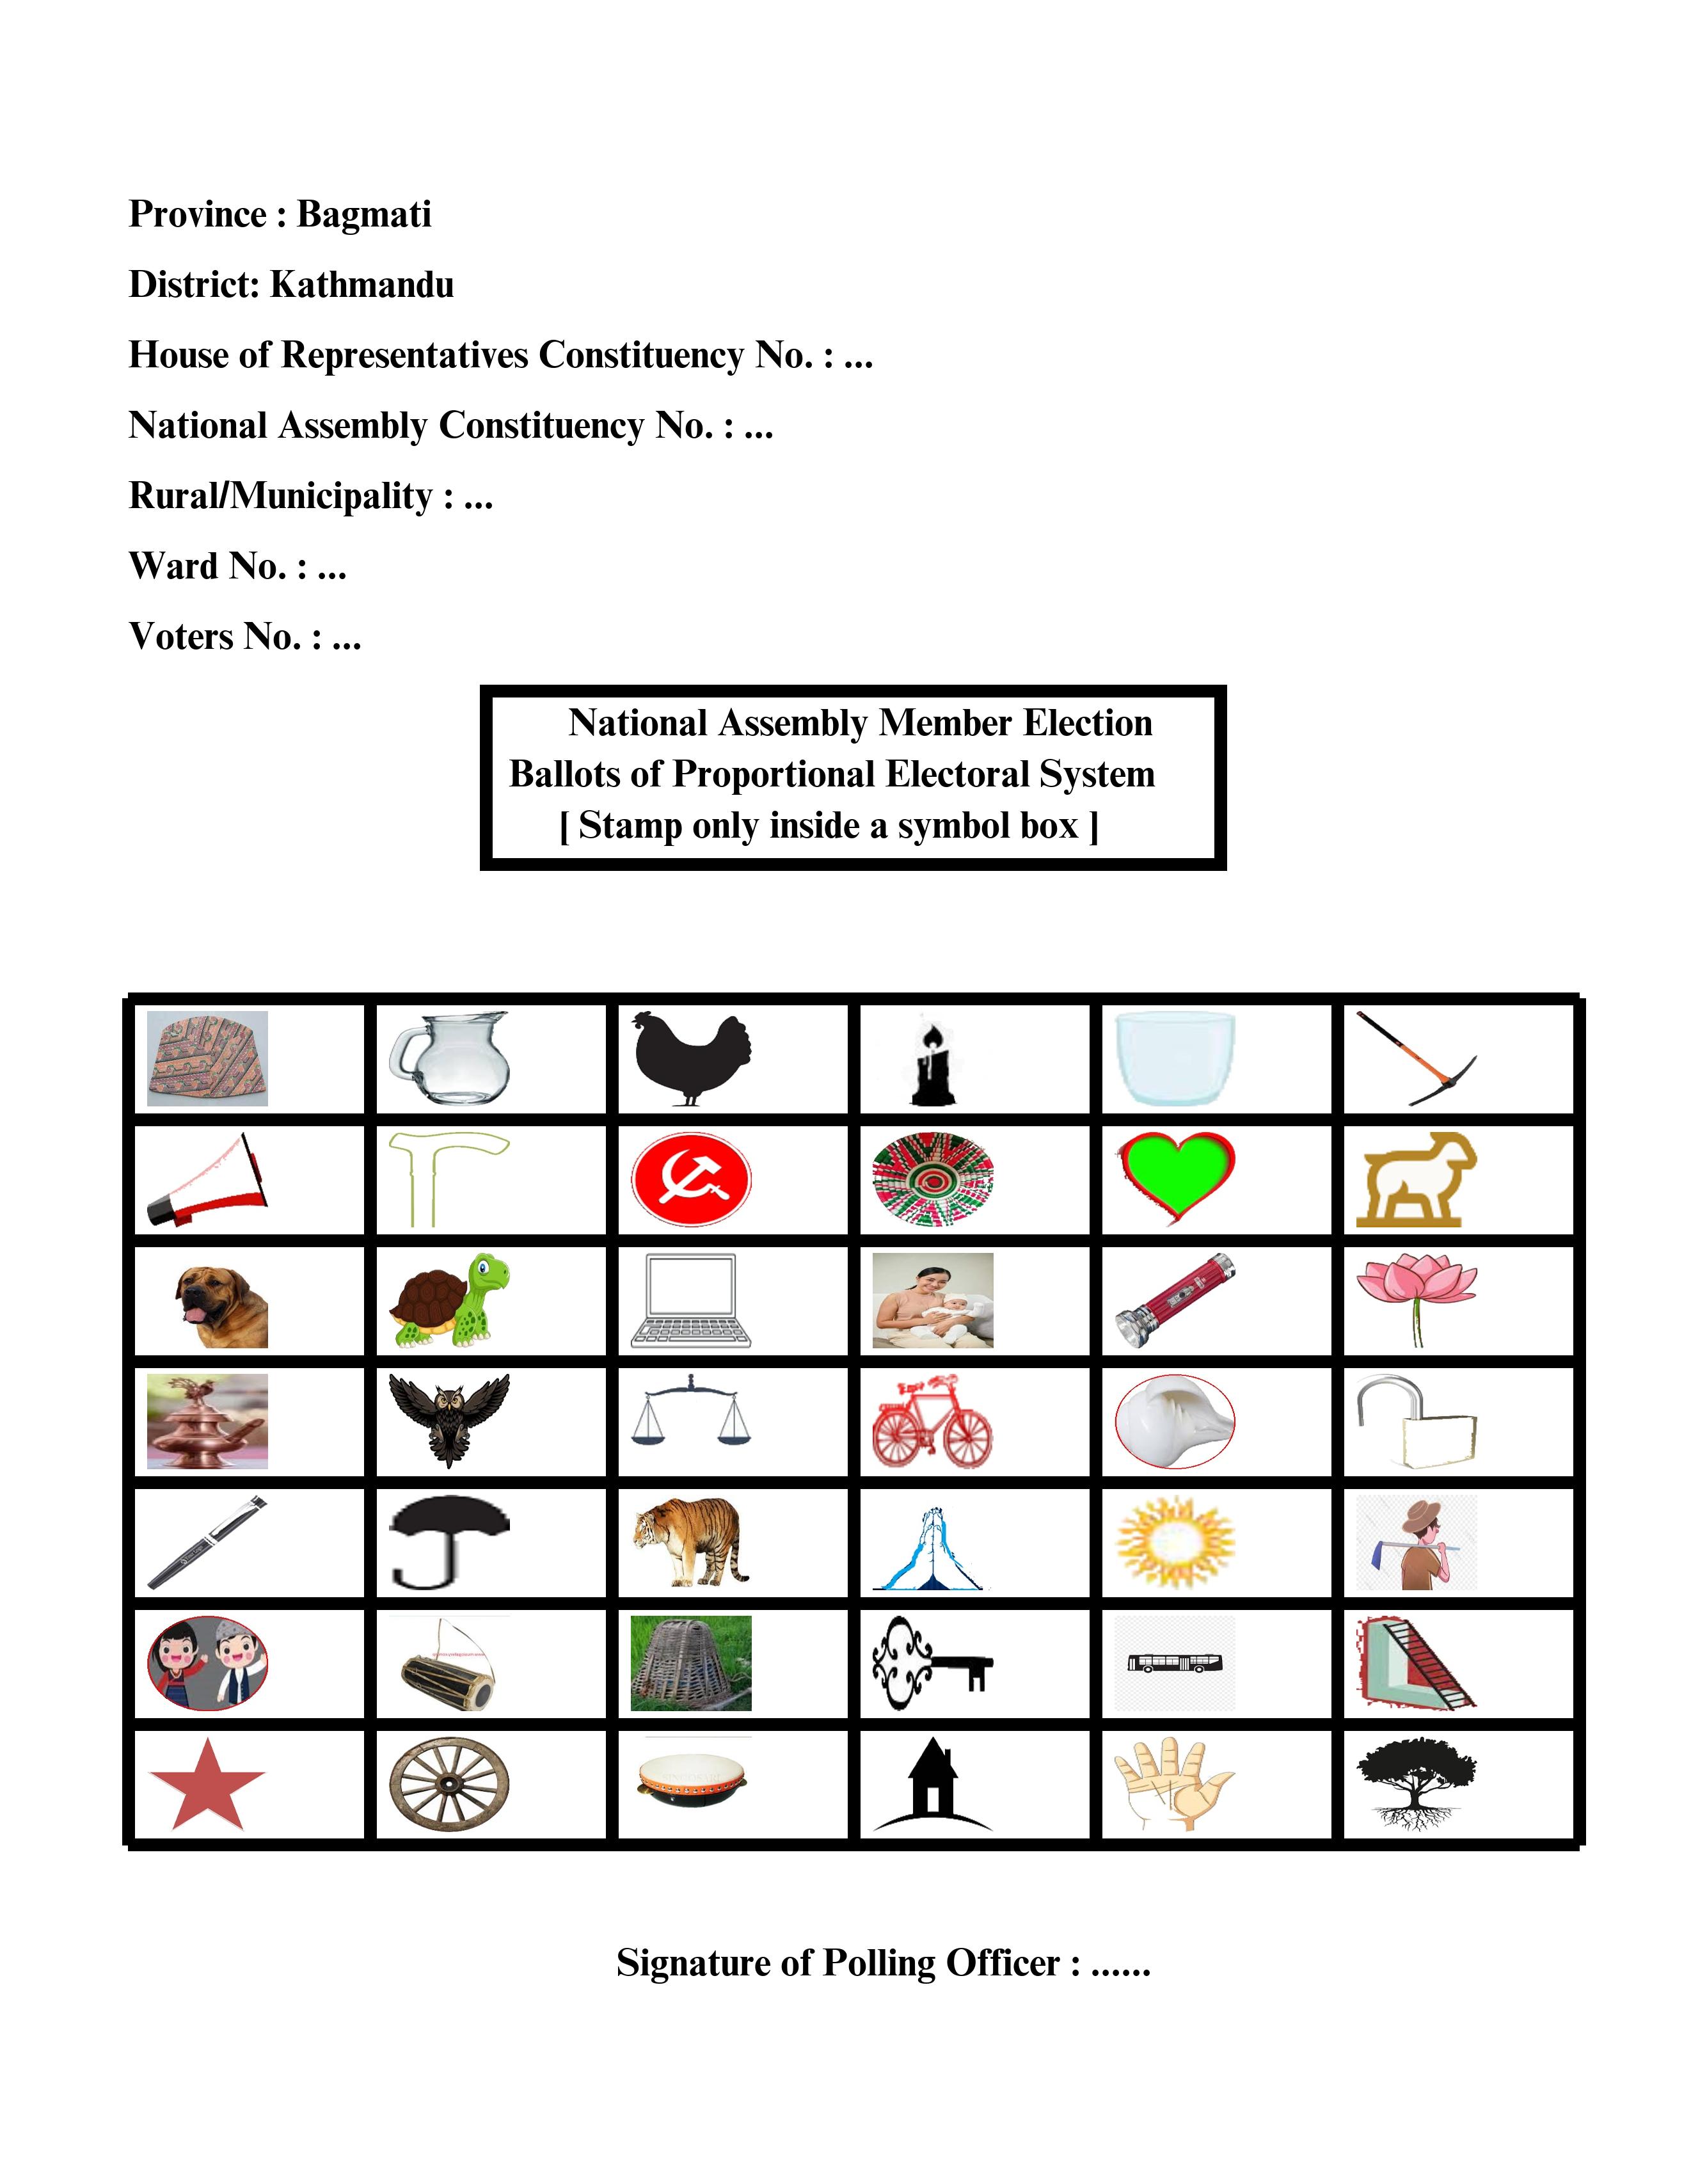 Province : Bagmati
District: Kathmandu
House of Representatives Constituency No. : ...
National Assembly Constituency No. : ...
Rural/Municipality : ...
Ward No. : ...
Voters No. : ...
National Assembly Member Election
Ballots of Proportional Electoral System
[ Stamp only inside a symbol box ]
Signature of Polling Officer : ......